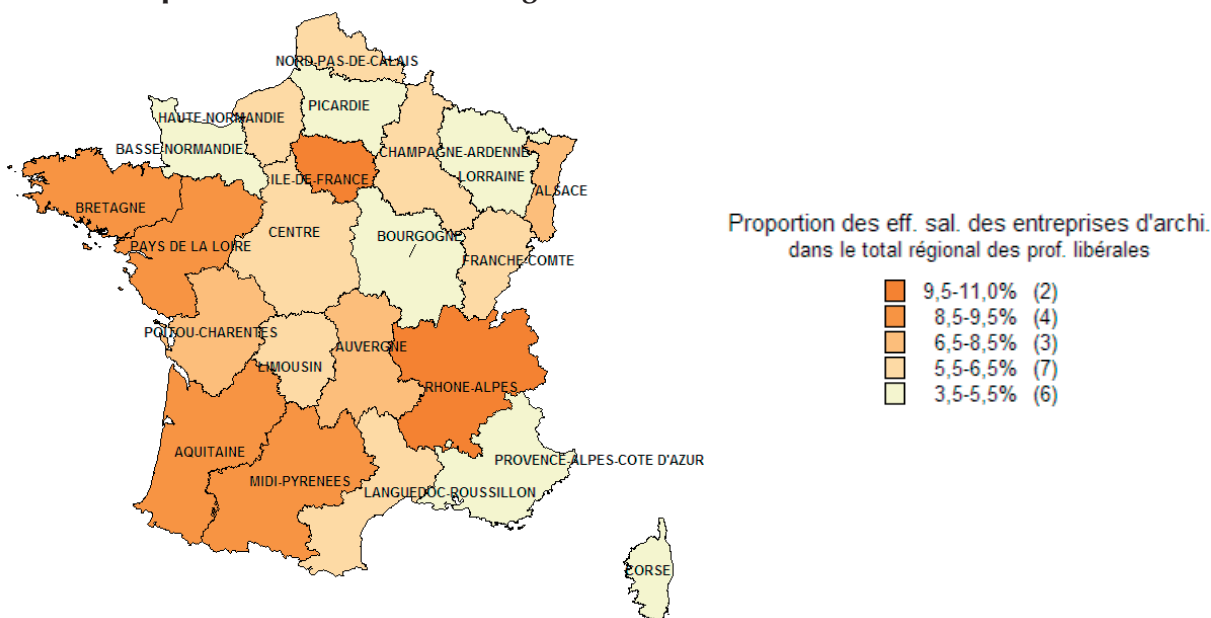 NORD-PAS-DE-CALAIS
PICARDIE
HAUTE-NORMANDIE
BASSE-NORMANDIE
CHAMPAGNE-ARDENNE
LORRAINE
ILE-DE-FRANCE
ALSACE
BRETAGNE
PAYS DE LA LOIRE
CENTRE
BOURGOGNE
FRANCHE-COMTE
POITOU-CHARENTES
AUVERGNE
LIMOUSIN
RHONE-ALPES
AQUITAINE
MIDI-PYRENEES
PROVENCE-ALPES-COTE D'AZUR
LANGUEDOC-ROUSSILLON
CORSE
Proportion des eff. sal. des entreprises d'archi.
dans le total régional des prof. libérales
9,5-11,0% (2)
8,5-9,5% (4)
6,5-8,5% (3)
5,5-6,5% (7)
3,5-5,5% (6)